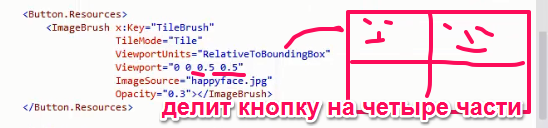 <Button.Resources>
<ImageBrush x:Key="TileBrush"
TileMode="Tile"
ViewportUnits="RelativeToBoundingBox"
Viewport="0 0 0.5 0.5"
ImageSource="happyface.jpg"
Opacity="0.3"></ImageBrush>
</Button.Resources>
делит кнопку на четыре части